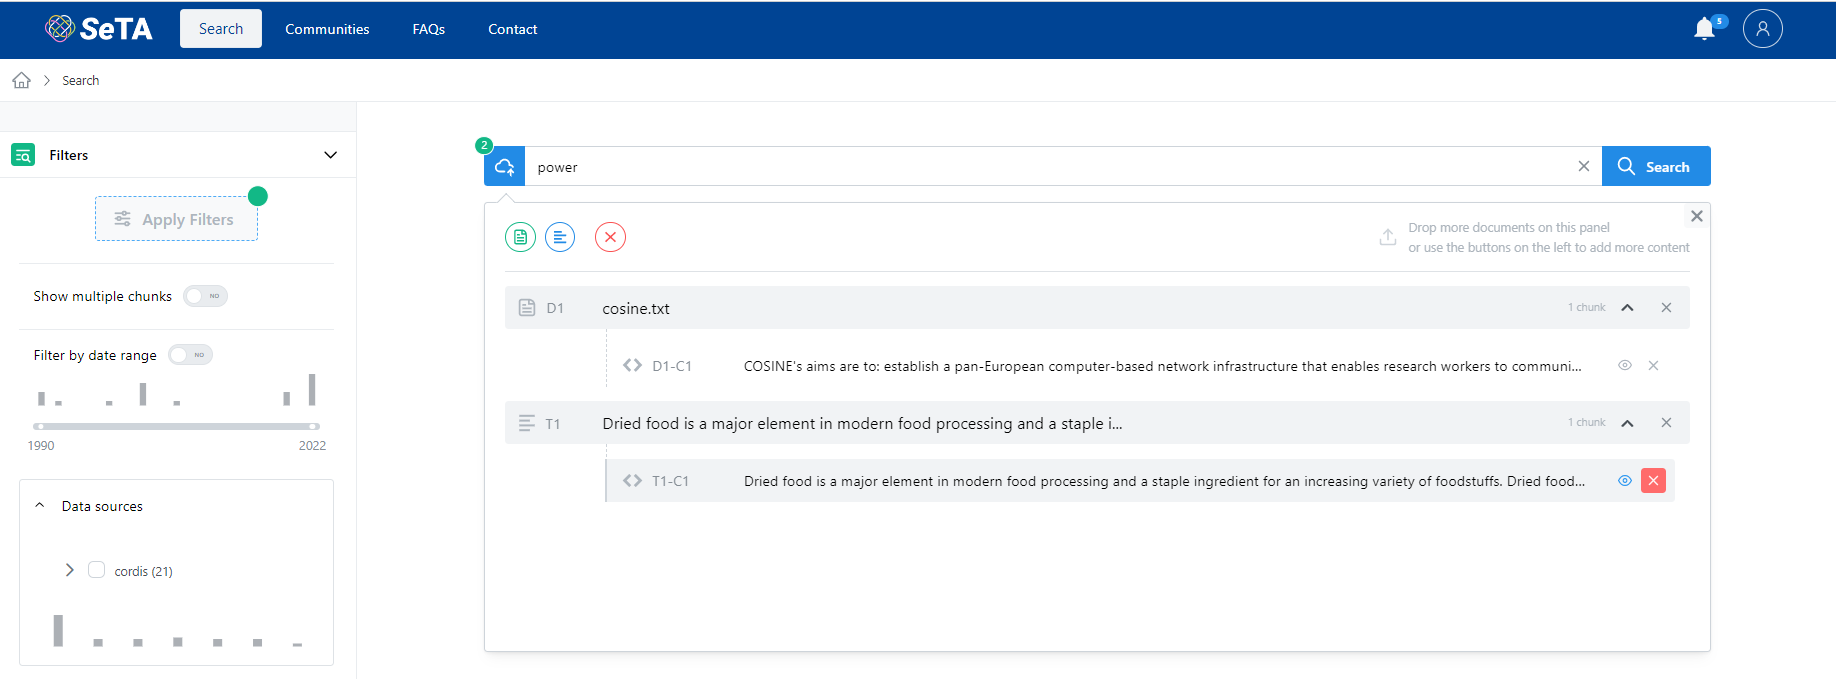 SeTA
Search
Communities
FAQs
Contact
5
Search
Filters
Apply Filters
Show multiple chunks
NO
Filter by date range
NO
1990
2022
Data sources
cordis (21)
2
power
Search
Drop more documents on this panel
or use the buttons on the left to add more content
D1
cosine.txt
1 chunk
D1-C1
COSINE's aims are to: establish a pan-European computer-based network infrastructure that enables research workers to communi...
T1
Dried food is a major element in modern food processing and a staple i...
1 chunk
T1-C1
Dried food is a major element in modern food processing and a staple ingredient for an increasing variety of foodstuffs. Dried food...